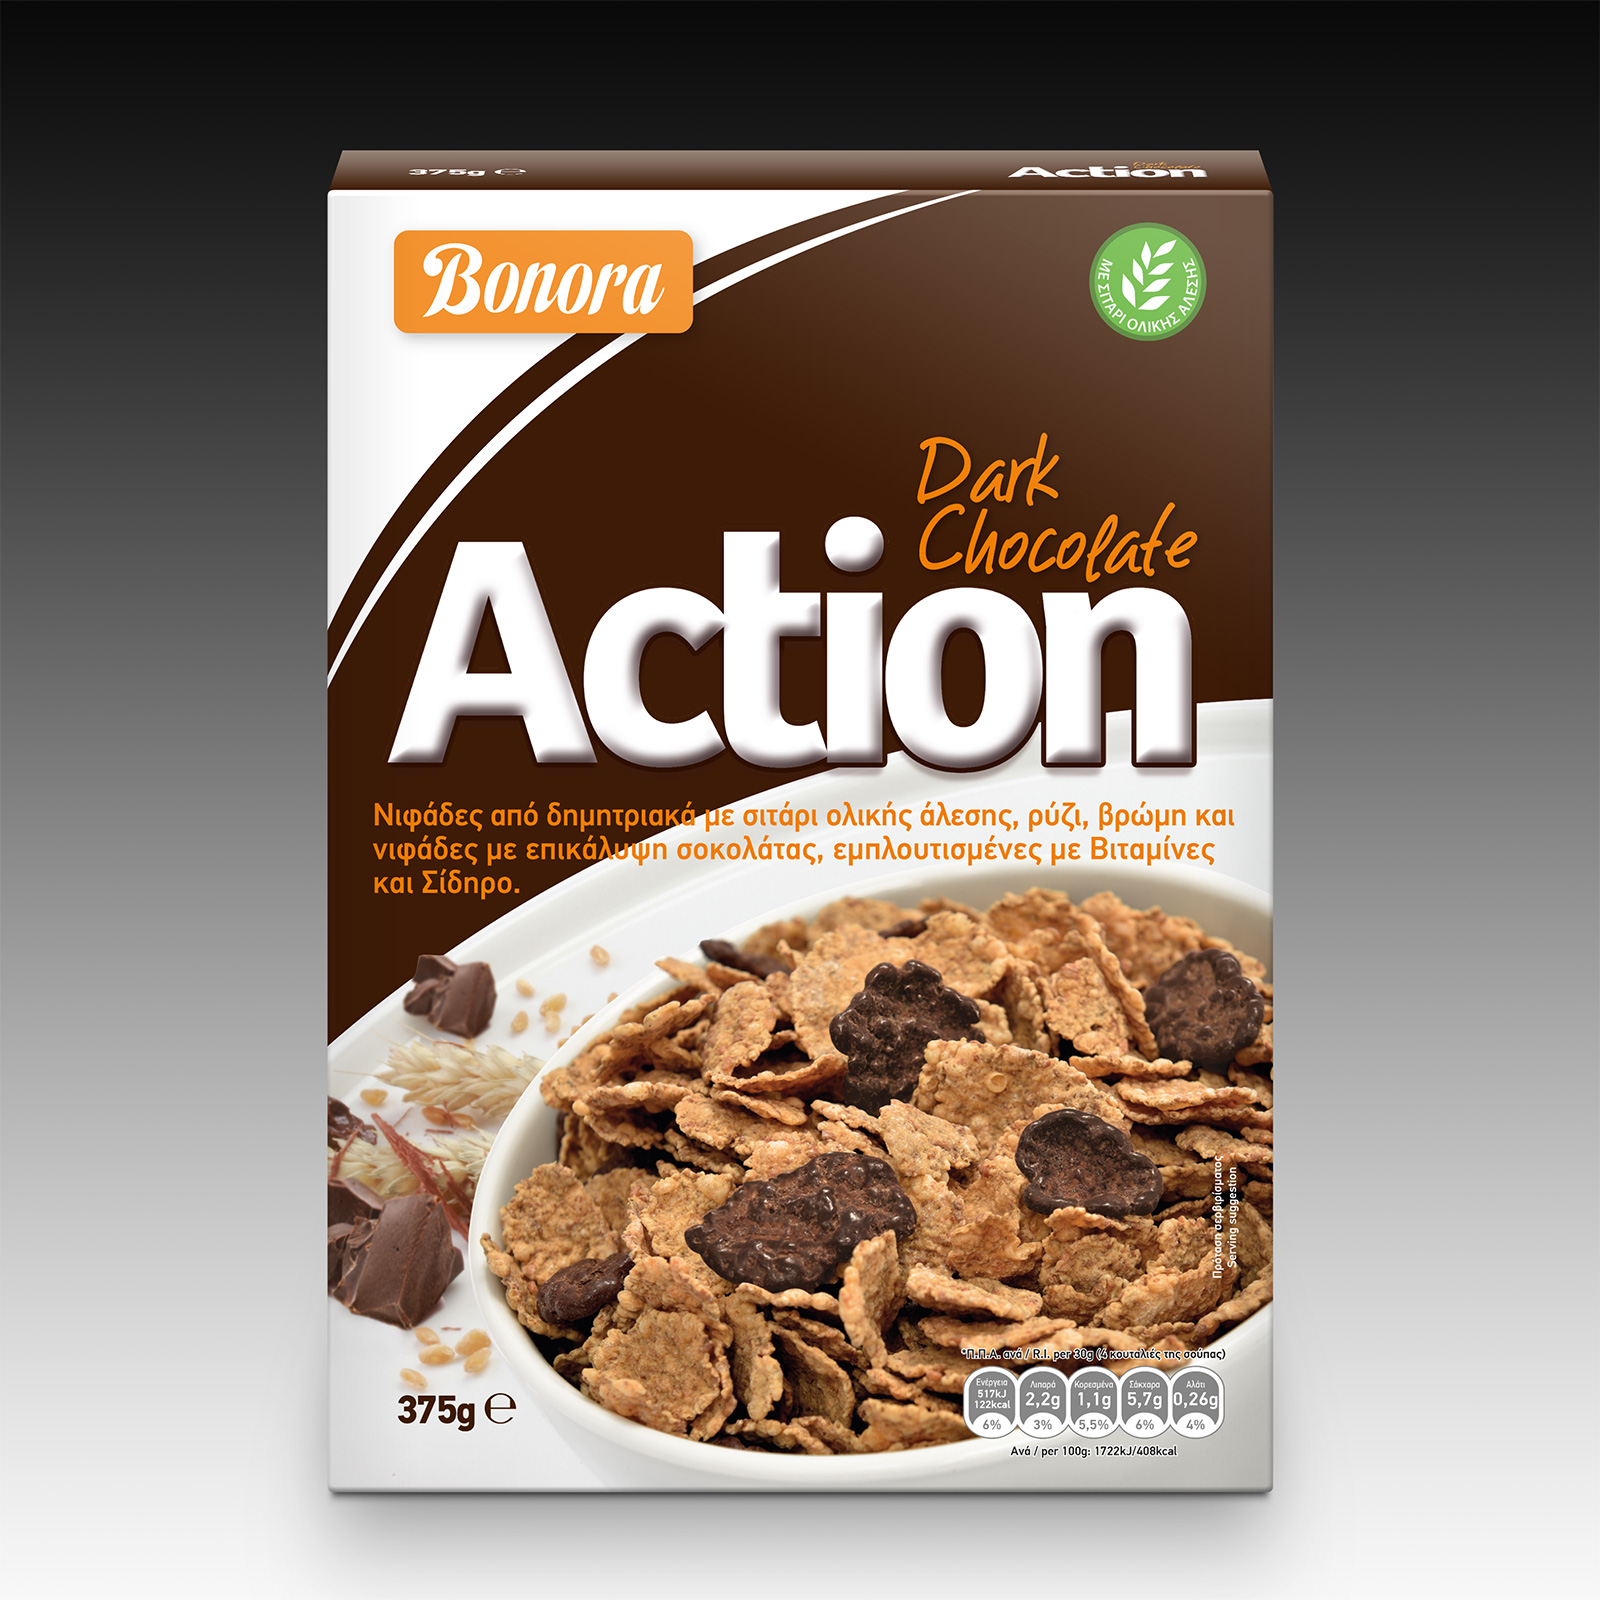 375g e
Dark
Chocolate
Action
Bonora
ΜΕ ΣΙΤΑΡΙ ΟΛΙΚΗΣ ΑΛΕΣΗΣ
Dark
Chocolate
Action
Νιφάδες από δημητριακά με σιτάρι ολικής άλεσης, ρύζι, βρώμη και
νιφάδες με επικάλυψη σοκολάτας, εμπλουτισμένες με Βιταμίνες
και Σίδηρο.
Πρόταση σερβιρίσματος
Serving suggestion
*Π.Π.Α. ανά / R.I. per 30g (4 κουταλιές της σούπας)
Ενέργεια
517kJ
122kcal
6%
Λιπαρά
2,2g
3%
Κορεσμένα
1,1g
5,5%
Σάκχαρα
5,7g
6%
Αλάτι
0,26g
4%
Ανά / per 100g: 1722kJ/408kcal
375g e